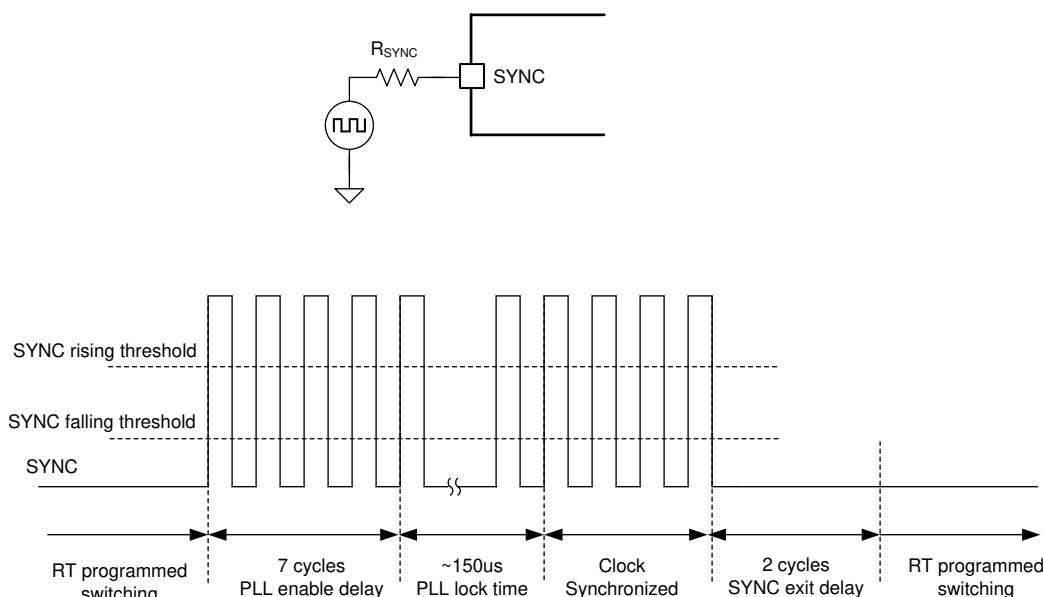 RSYNC
SYNC
SYNC rising threshold
SYNC falling threshold
SYNC
RT programmed
switching
7 cycles
PLL enable delay
~150us
PLL lock time
Clock
Synchronized
2 cycles
SYNC exit delay
RT programmed
switching